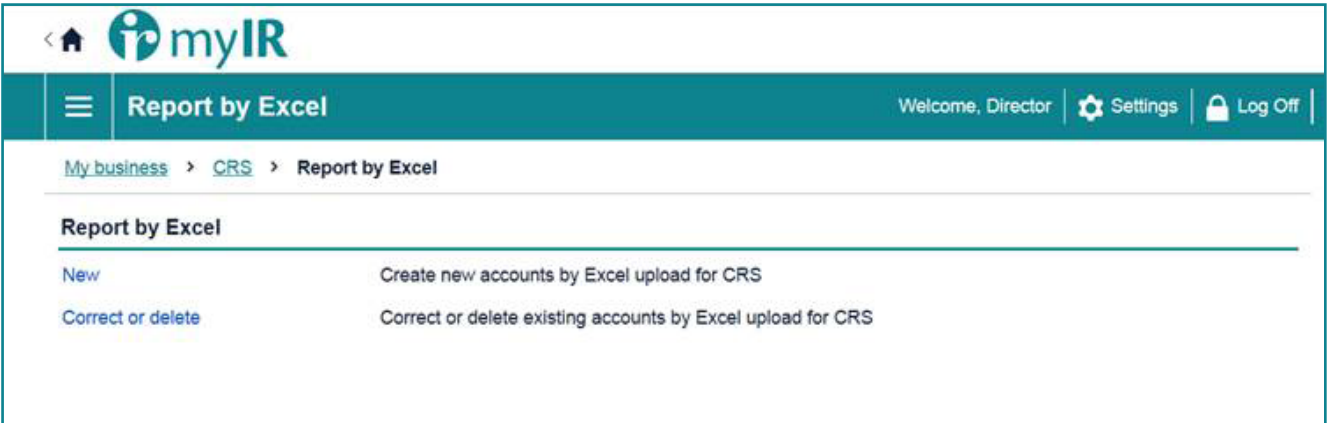 ir myIR
Report by Excel Welcome, Director Settings Log Off
My business > CRS > Report by Excel
Report by Excel
New Create new accounts by Excel upload for CRS
Correct or delete Correct or delete existing accounts by Excel upload for CRS